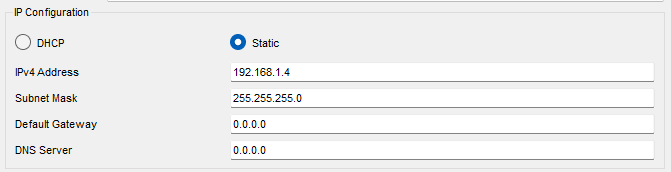 IP Configuration
DHCP Static
IPv4 Address 192.168.1.4
Subnet Mask 255.255.255.0
Default Gateway 0.0.0.0
DNS Server 0.0.0.0